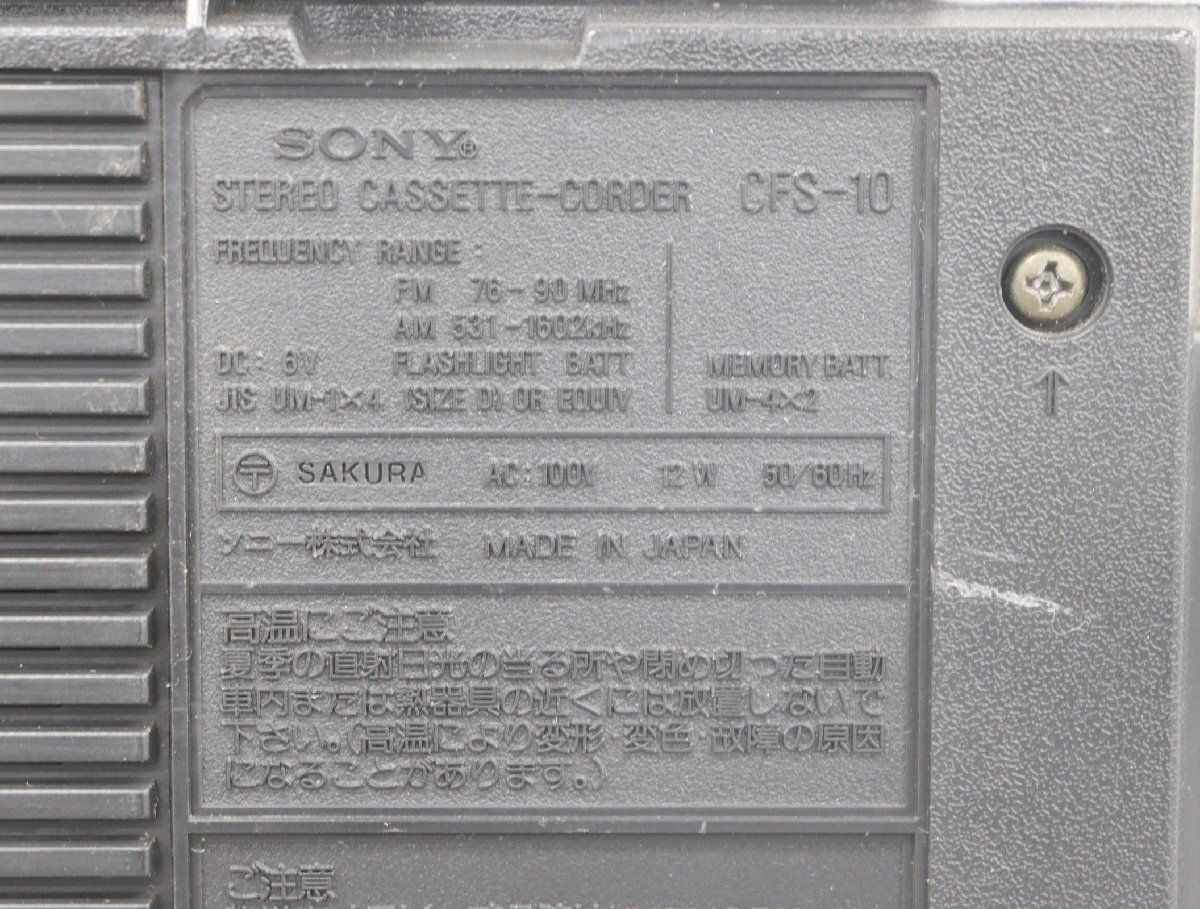 SONY®
STEREO CASSETTE-CORDER CFS-10
FREQUENCY RANGE:
FM 76-90 MHz
AM 531-1602kHz
DC: 6V FLASHLIGHT BATT MEMORY BATT
JIS UM-1×4 (SIZE D) OR EQUIV UM-4×2
〒 SAKURA AC:100V 12 W 50/60Hz
ソニー株式会社 MADE IN JAPAN
高温にご注意
夏季の直射日光の当る所や閉め切った自動
車内または熱器具の近くには放置しないで
下さい。(高温により変形・変色・故障の原因
になることがあります。)
ご注意